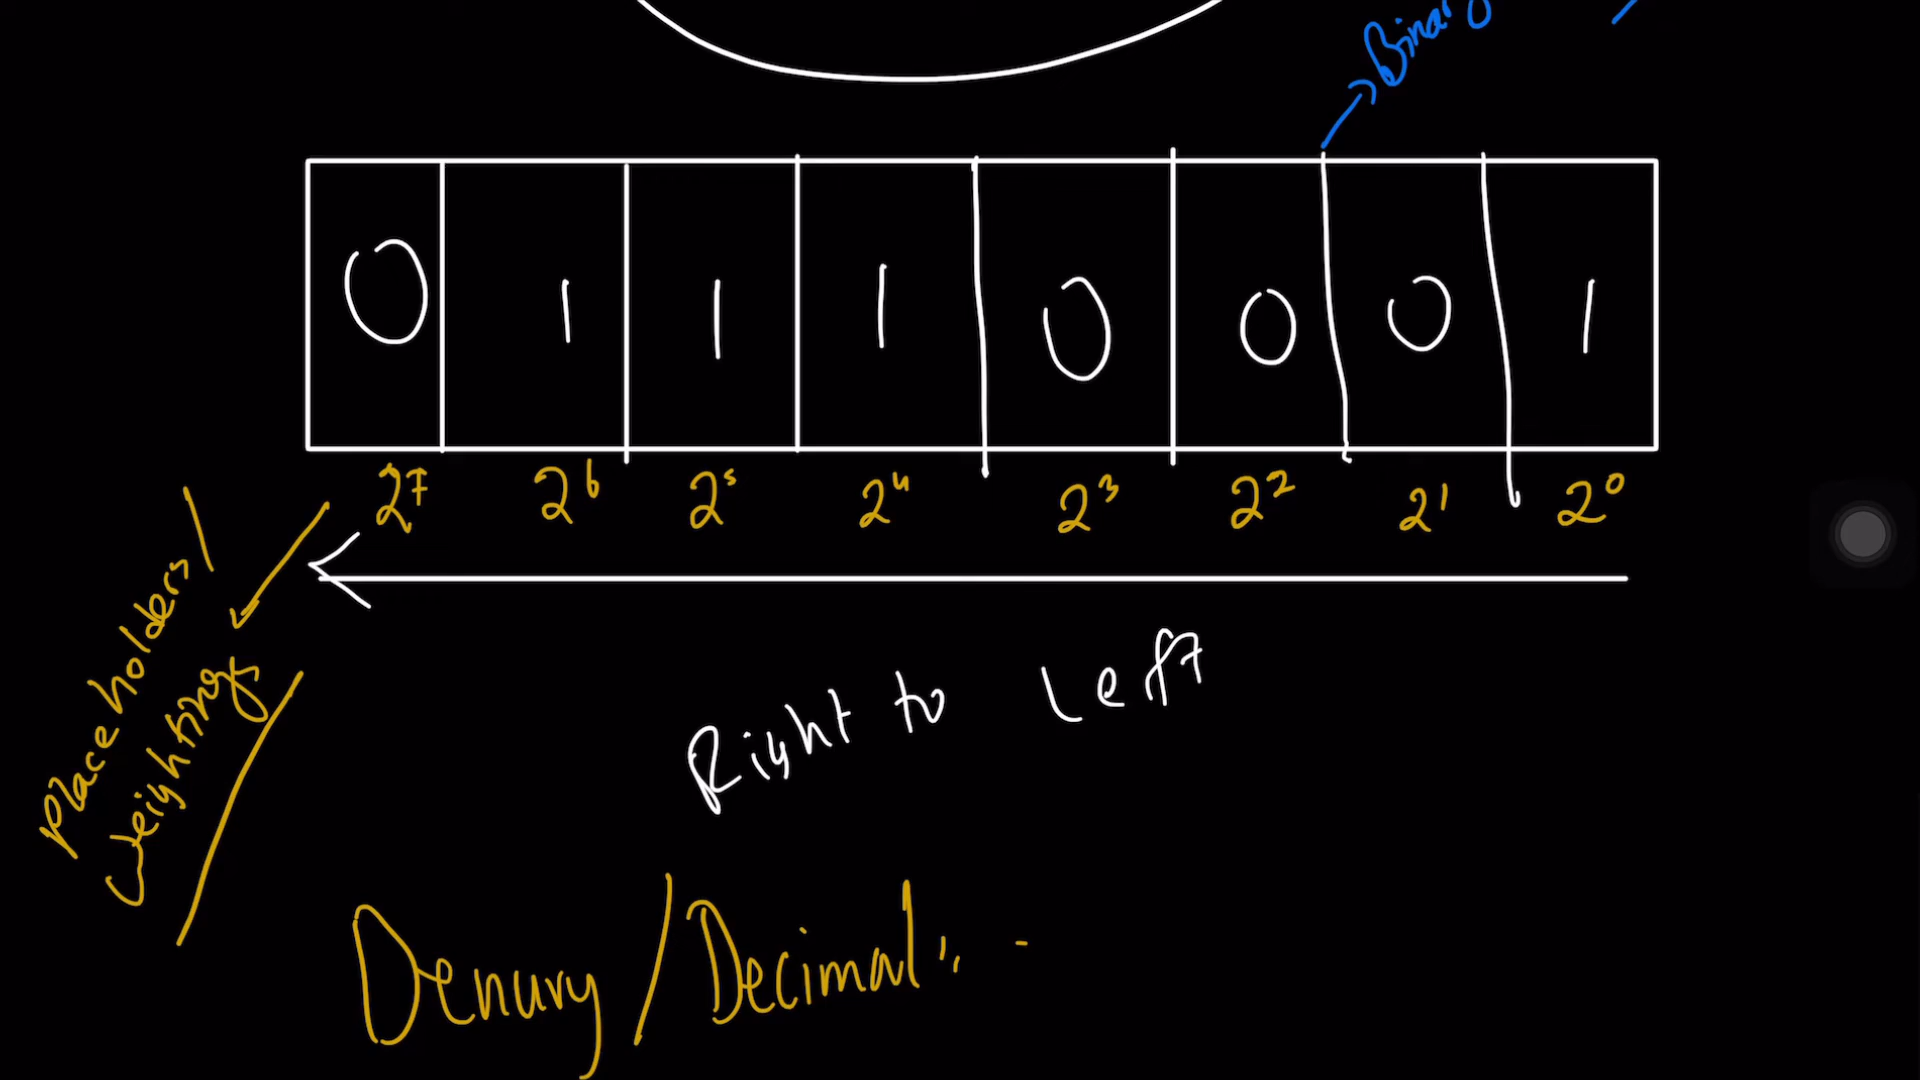 Binary
0 1 1 1 0 0 0 1
2⁷ 2⁶ 2⁵ 2⁴ 2³ 2² 2¹ 2⁰
Placeholders/
weightings
Right to Left
Denary/Decimal:-